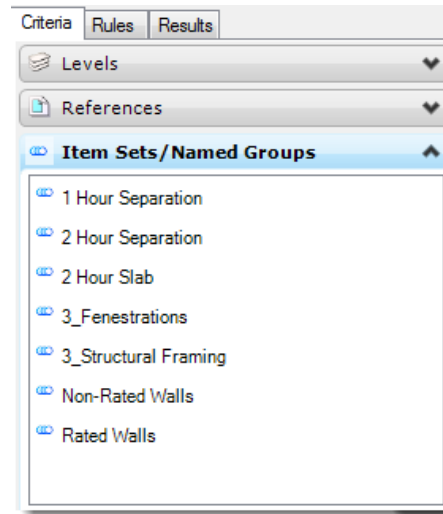 Criteria Rules Results
Levels
References
Item Sets/Named Groups
1 Hour Separation
2 Hour Separation
2 Hour Slab
3_Fenestrations
3_Structural Framing
Non-Rated Walls
Rated Walls